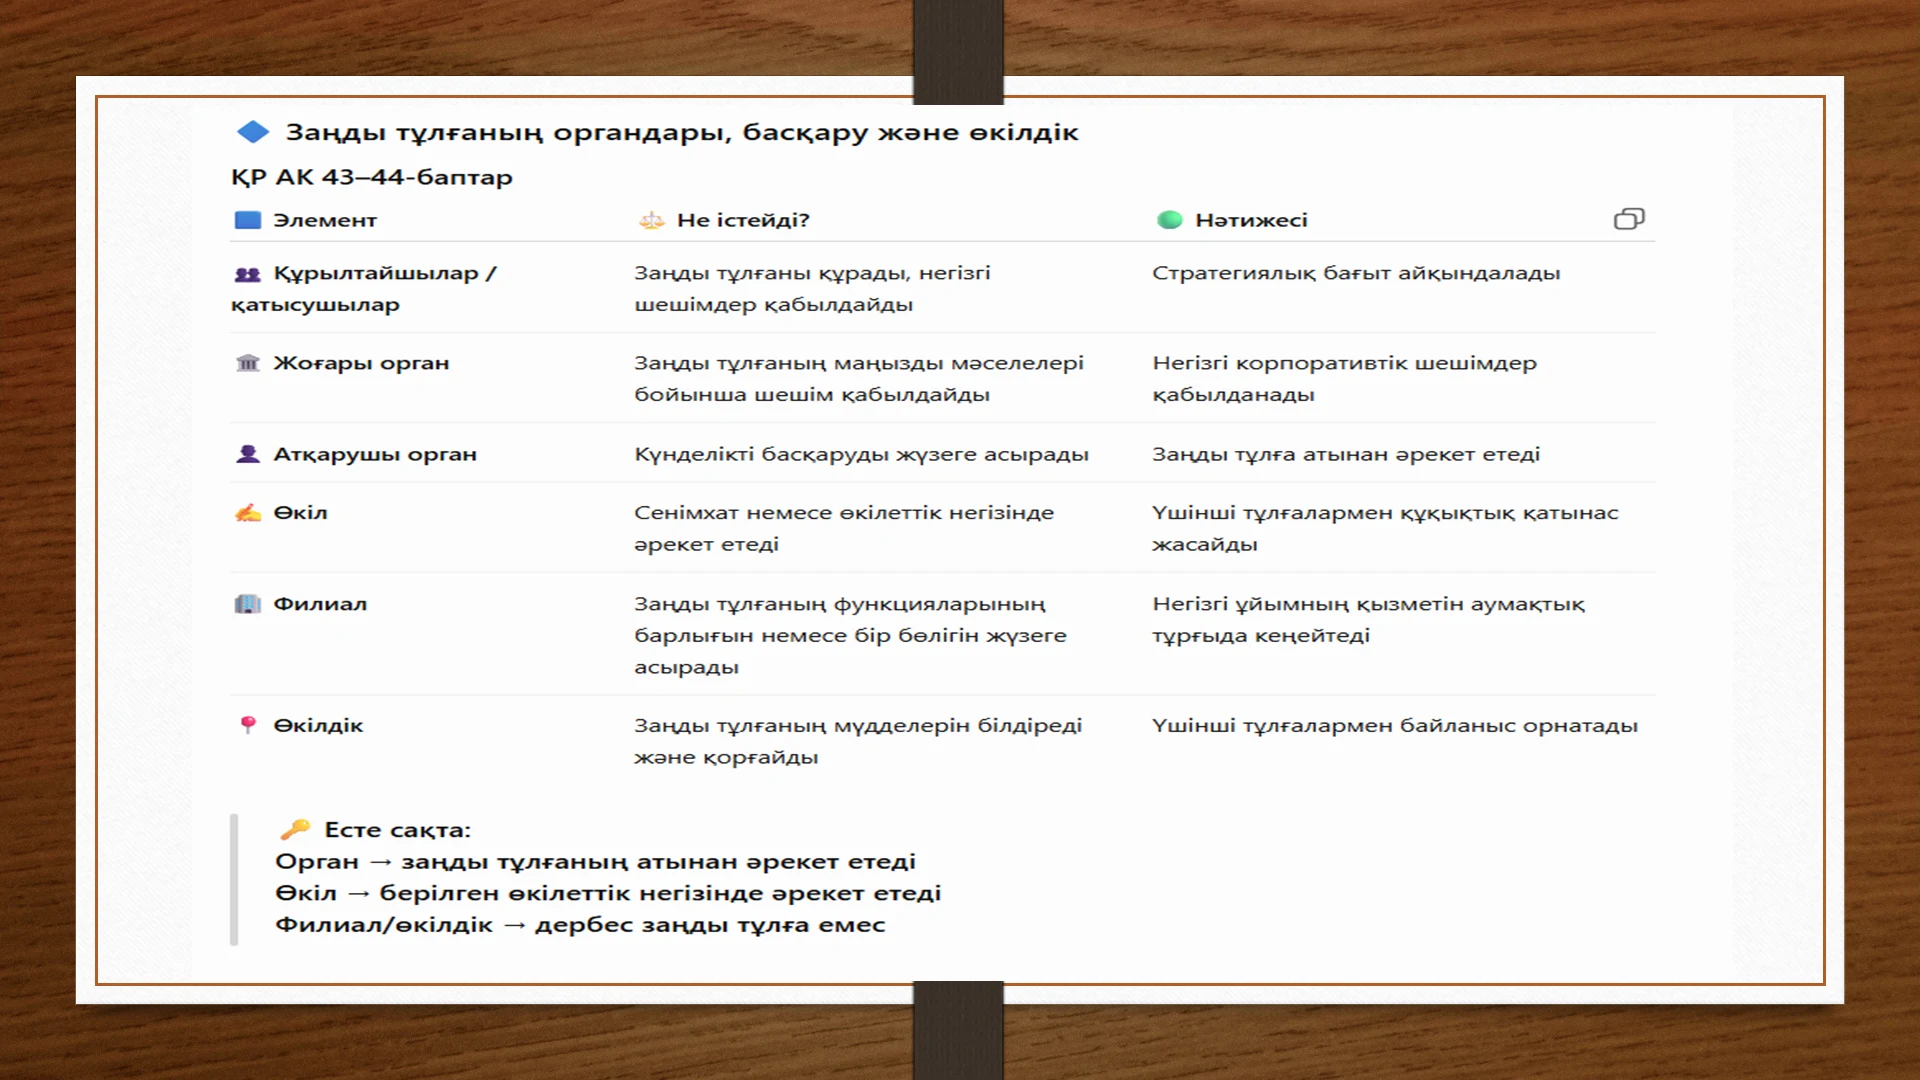 Заңды тұлғаның органдары, басқару және өкілдік
ҚР АК 43–44-баптар
Элемент
Не істейді?
Нәтижесі
Құрылтайшылар /
қатысушылар
Заңды тұлғаны құрады, негізгі
шешімдер қабылдайды
Стратегиялық бағыт айқындалады
Жоғары орган
Заңды тұлғаның маңызды мәселелері
бойынша шешім қабылдайды
Негізгі корпоративтік шешімдер
қабылданады
Атқарушы орган
Күнделікті басқаруды жүзеге асырады
Заңды тұлға атынан әрекет етеді
Өкіл
Сенімхат немесе өкілеттік негізінде
әрекет етеді
Үшінші тұлғалармен құқықтық қатынас
жасайды
Филиал
Заңды тұлғаның функцияларының
барлығын немесе бір бөлігін жүзеге
асырады
Негізгі ұйымның қызметін аумақтық
тұрғыда кеңейтеді
Өкілдік
Заңды тұлғаның мүдделерін білдіреді
және қорғайды
Үшінші тұлғалармен байланыс орнатады
Есте сақта:
Орган → заңды тұлғаның атынан әрекет етеді
Өкіл → берілген өкілеттік негізінде әрекет етеді
Филиал/өкілдік → дербес заңды тұлға емес